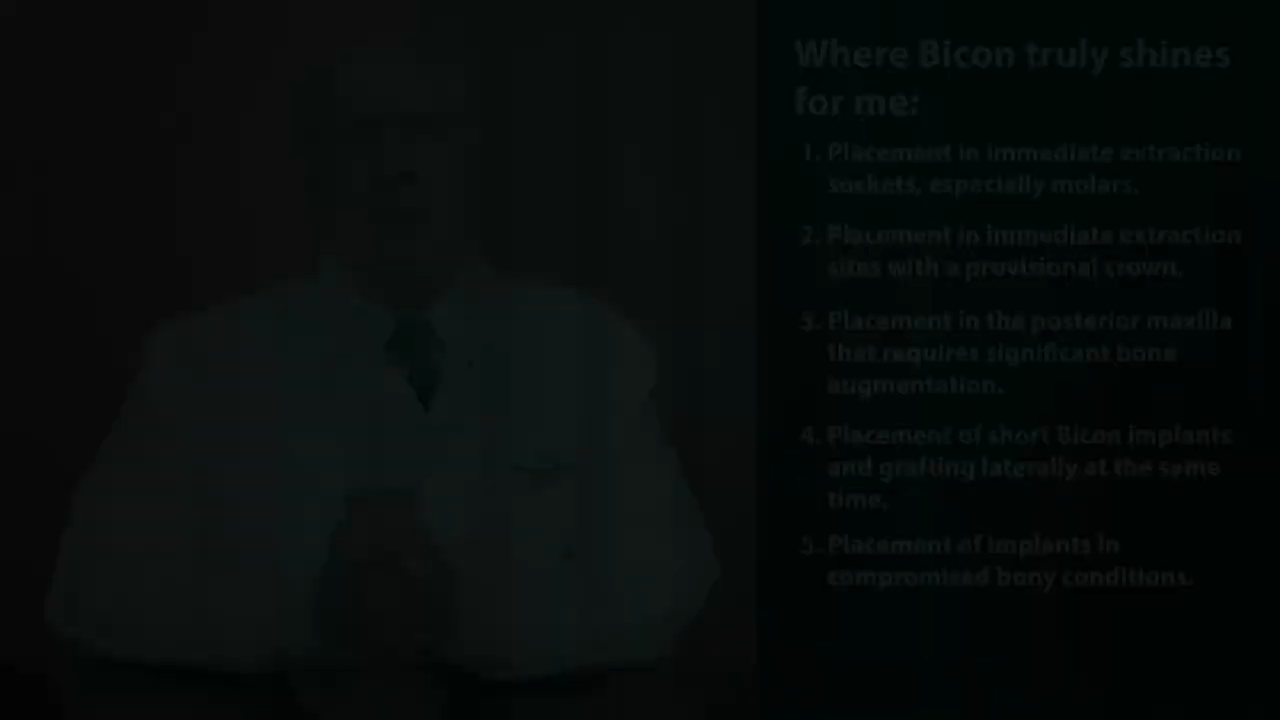 Where Bicon truly shines
for me:
1. Placement in immediate extraction
sockets, especially molars.
2. Placement in immediate extraction
sites with a provisional crown.
3. Placement in the posterior maxilla
that requires significant bone
augmentation.
4. Placement of short Bicon implants
and grafting laterally at the same
time.
5. Placement of implants in
compromised bony conditions.